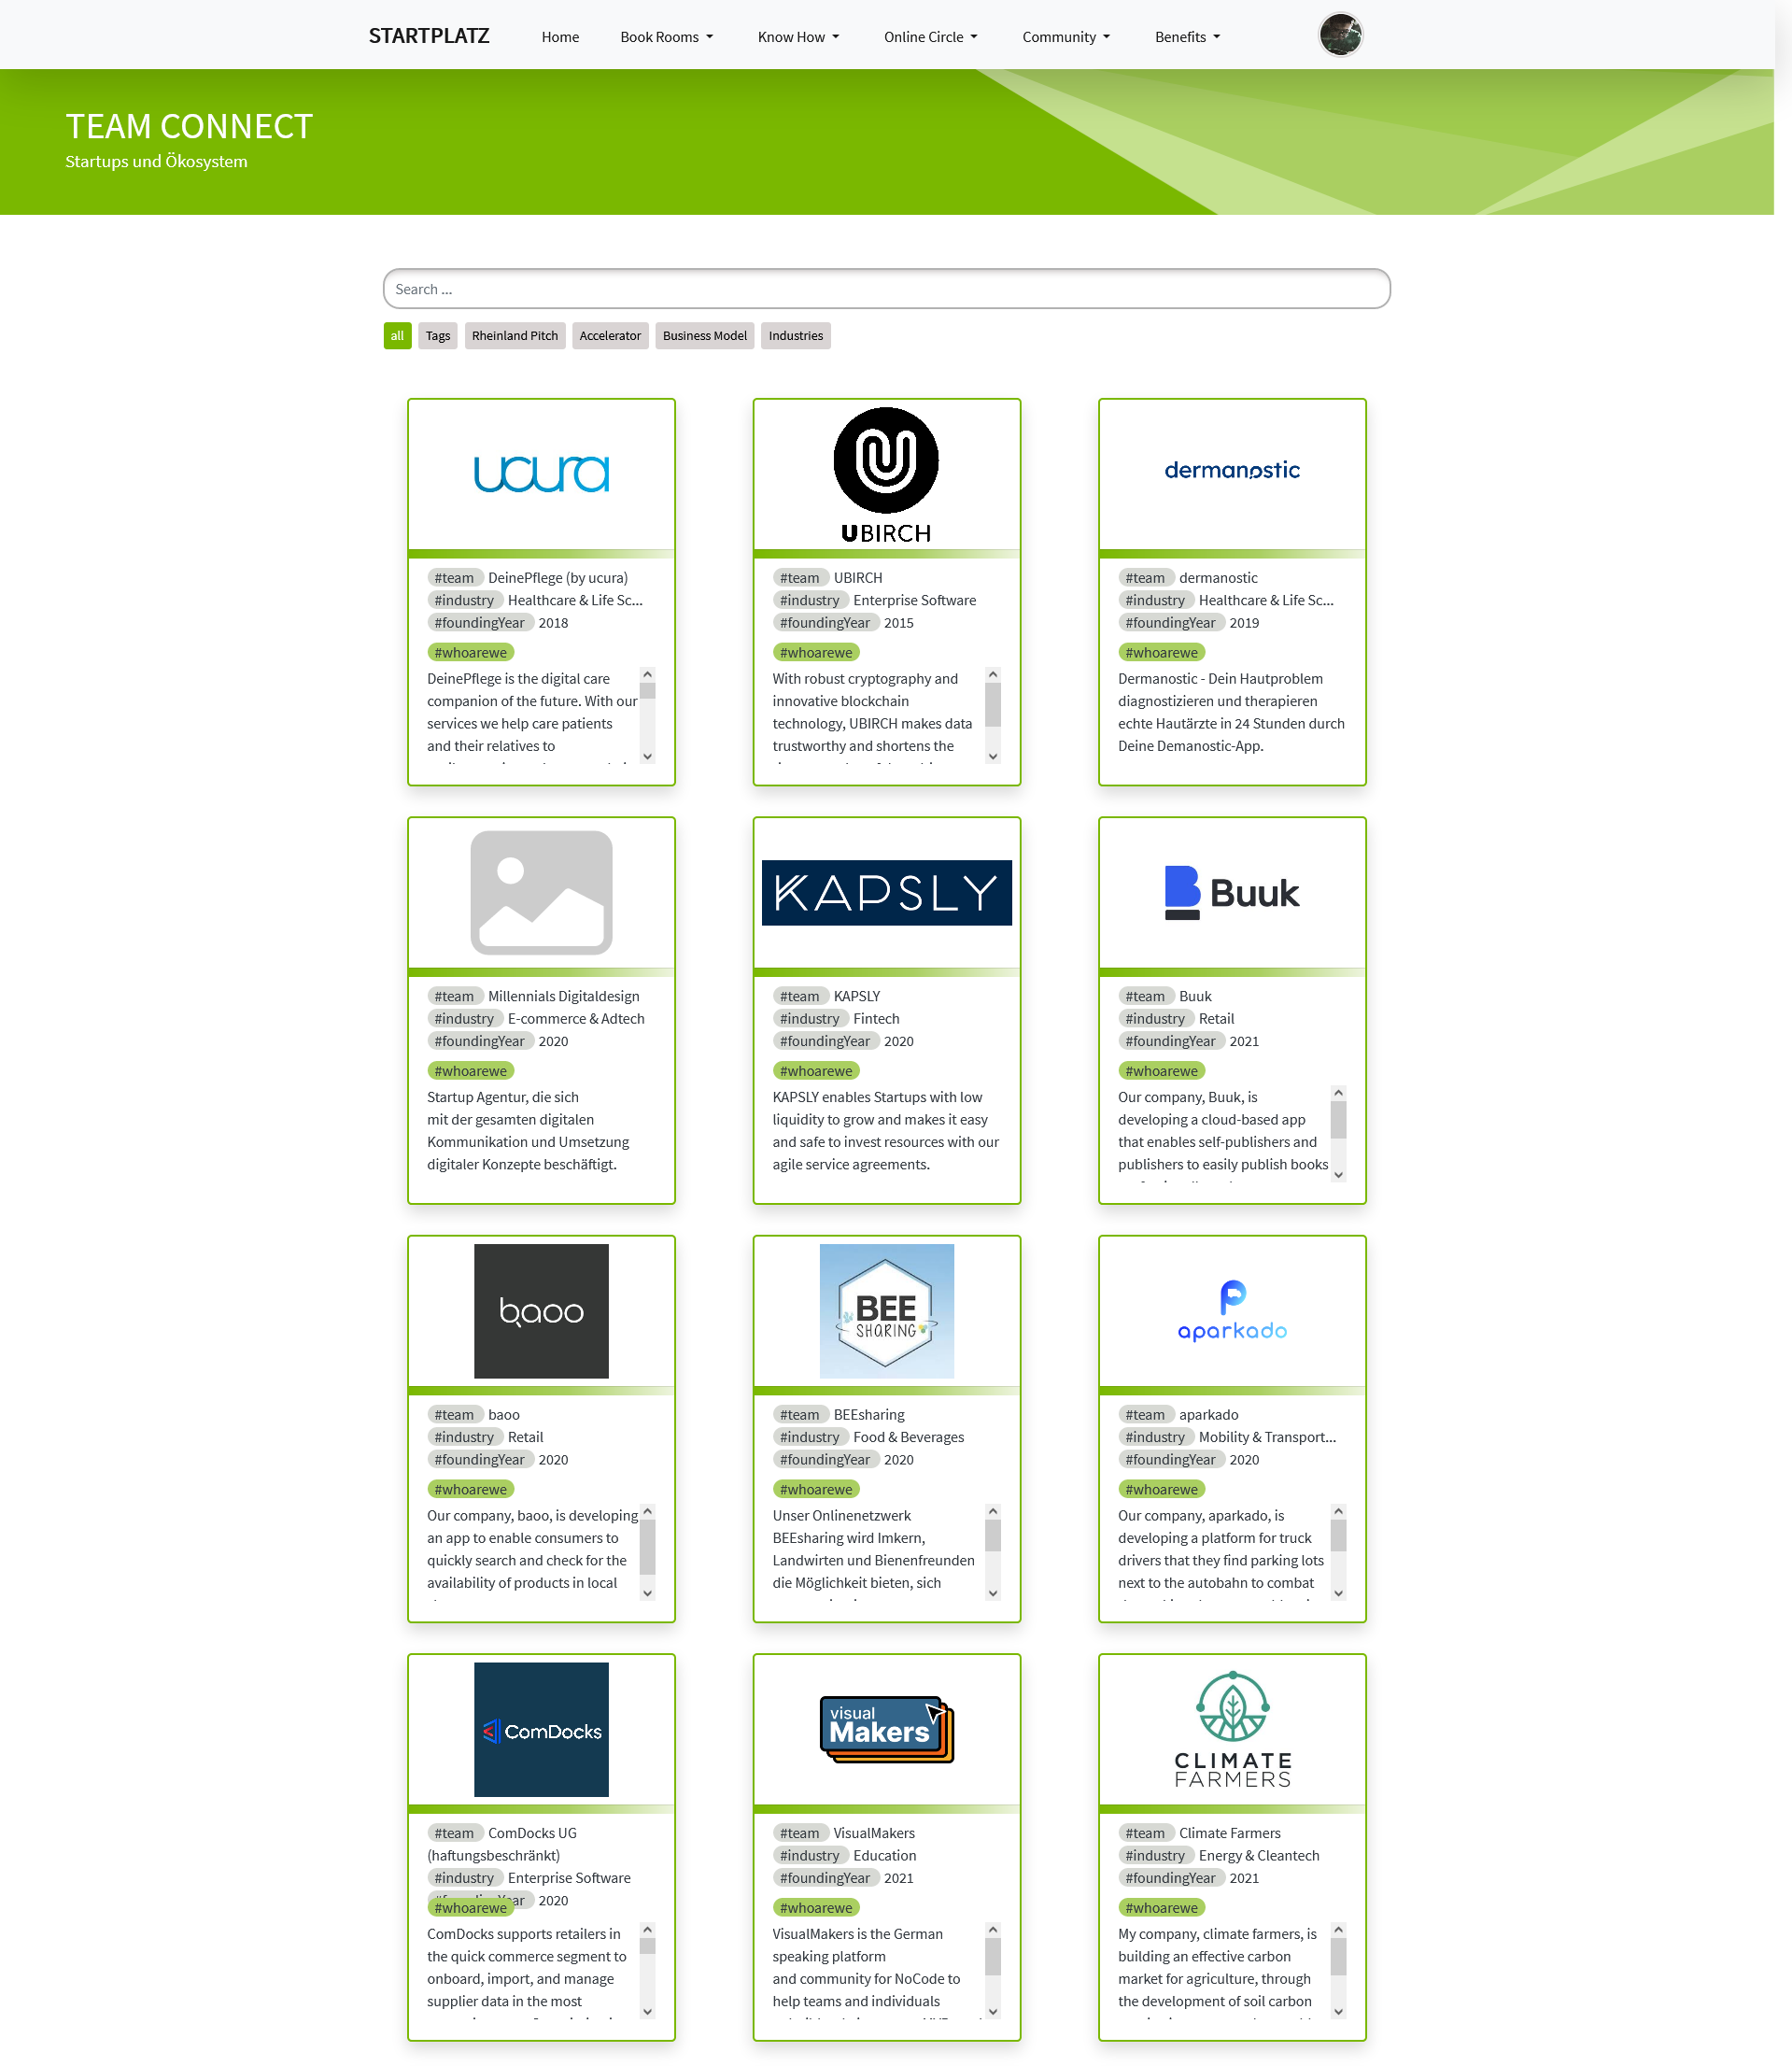 STARTPLATZ Home Book Rooms Know How Online Circle Community Benefits
TEAM CONNECT
Startups und Ökosystem
Search ...
all Tags Rheinland Pitch Accelerator Business Model Industries
ucura
#team DeinePflege (by ucura)
#industry Healthcare & Life Sc...
#foundingYear 2018
#whoarewe
DeinePflege is the digital care
companion of the future. With our
services we help care patients
and their relatives to
UBIRCH
#team UBIRCH
#industry Enterprise Software
#foundingYear 2015
#whoarewe
With robust cryptography and
innovative blockchain
technology, UBIRCH makes data
trustworthy and shortens the
dermanostic
#team dermanostic
#industry Healthcare & Life Sc...
#foundingYear 2019
#whoarewe
Dermanostic - Dein Hautproblem
diagnostizieren und therapieren
echte Hautärzte in 24 Stunden durch
Deine Demanostic-App.
#team Millennials Digitaldesign
#industry E-commerce & Adtech
#foundingYear 2020
#whoarewe
Startup Agentur, die sich
mit der gesamten digitalen
Kommunikation und Umsetzung
digitaler Konzepte beschäftigt.
KAPSLY
#team KAPSLY
#industry Fintech
#foundingYear 2020
#whoarewe
KAPSLY enables Startups with low
liquidity to grow and makes it easy
and safe to invest resources with our
agile service agreements.
Buuk
#team Buuk
#industry Retail
#foundingYear 2021
#whoarewe
Our company, Buuk, is
developing a cloud-based app
that enables self-publishers and
publishers to easily publish books
baoo
#team baoo
#industry Retail
#foundingYear 2020
#whoarewe
Our company, baoo, is developing
an app to enable consumers to
quickly search and check for the
availability of products in local
BEE
SHARING
#team BEEsharing
#industry Food & Beverages
#foundingYear 2020
#whoarewe
Unser Onlinenetzwerk
BEEsharing wird Imkern,
Landwirten und Bienenfreunden
die Möglichkeit bieten, sich
aparkado
#team aparkado
#industry Mobility & Transport...
#foundingYear 2020
#whoarewe
Our company, aparkado, is
developing a platform for truck
drivers that they find parking lots
next to the autobahn to combat
ComDocks
#team ComDocks UG
(haftungsbeschränkt)
#industry Enterprise Software
#foundingYear 2020
#whoarewe
ComDocks supports retailers in
the quick commerce segment to
onboard, import, and manage
supplier data in the most
visual
Makers
#team VisualMakers
#industry Education
#foundingYear 2021
#whoarewe
VisualMakers is the German
speaking platform
and community for NoCode to
help teams and individuals
CLIMATE
FARMERS
#team Climate Farmers
#industry Energy & Cleantech
#foundingYear 2021
#whoarewe
My company, climate farmers, is
building an effective carbon
market for agriculture, through
the development of soil carbon